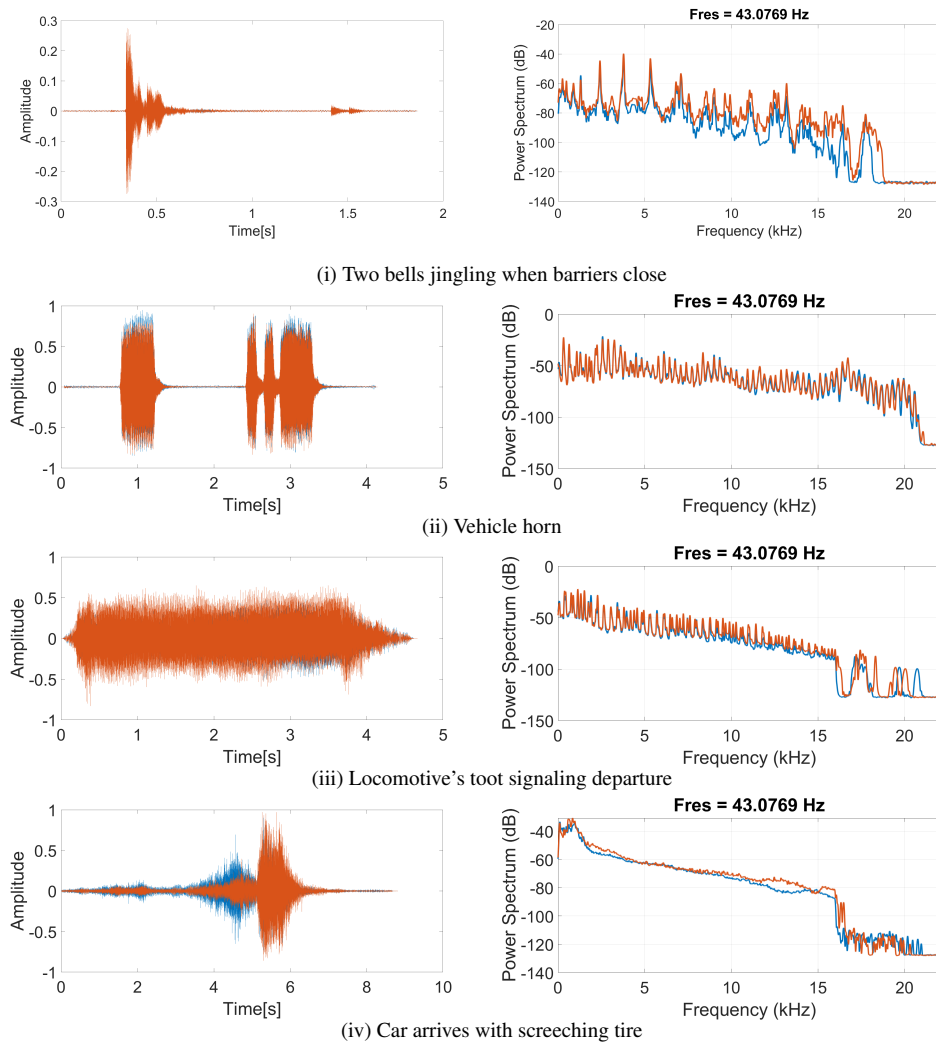 0.3
0.2
0.1
0
-0.1
-0.2
-0.3
Amplitude
0 0.5 1 1.5 2
Time[s]
Fres = 43.0769 Hz
-20
-40
-60
-80
-100
-120
-140
Power Spectrum (dB)
0 5 10 15 20
Frequency (kHz)
(i) Two bells jingling when barriers close
1
0.5
0
-0.5
-1
Amplitude
0 1 2 3 4 5
Time[s]
Fres = 43.0769 Hz
0
-50
-100
-150
Power Spectrum (dB)
0 5 10 15 20
Frequency (kHz)
(ii) Vehicle horn
1
0.5
0
-0.5
-1
Amplitude
0 1 2 3 4 5
Time[s]
Fres = 43.0769 Hz
0
-50
-100
-150
Power Spectrum (dB)
0 5 10 15 20
Frequency (kHz)
(iii) Locomotive's toot signaling departure
1
0.5
0
-0.5
-1
Amplitude
0 2 4 6 8 10
Time[s]
Fres = 43.0769 Hz
-40
-60
-80
-100
-120
-140
Power Spectrum (dB)
0 5 10 15 20
Frequency (kHz)
(iv) Car arrives with screeching tire